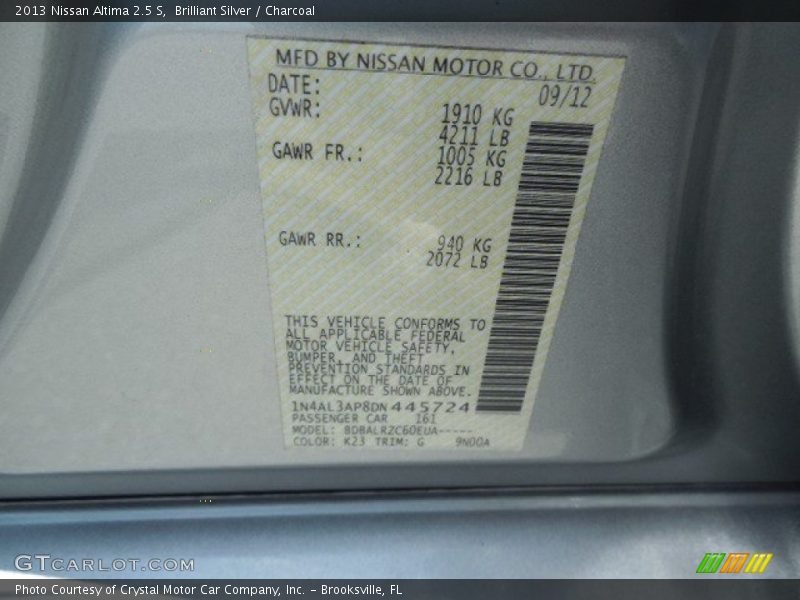 2013 Nissan Altima 2.5 S, Brilliant Silver / Charcoal
MFD BY NISSAN MOTOR CO., LTD.
DATE: 09/12
GVWR: 1910 KG
4211 LB
GAWR FR.: 1005 KG
2216 LB
GAWR RR.: 940 KG
2072 LB
THIS VEHICLE CONFORMS TO
ALL APPLICABLE FEDERAL
MOTOR VEHICLE SAFETY,
BUMPER, AND THEFT
PREVENTION STANDARDS IN
EFFECT ON THE DATE OF
MANUFACTURE SHOWN ABOVE.
1N4AL3AP8DN445724
PASSENGER CAR 161
MODEL: BDBALRZC60EUA-----
COLOR: K23 TRIM: G 9N00A
GTCARLOT.COM
Photo Courtesy of Crystal Motor Car Company, Inc. – Brooksville, FL